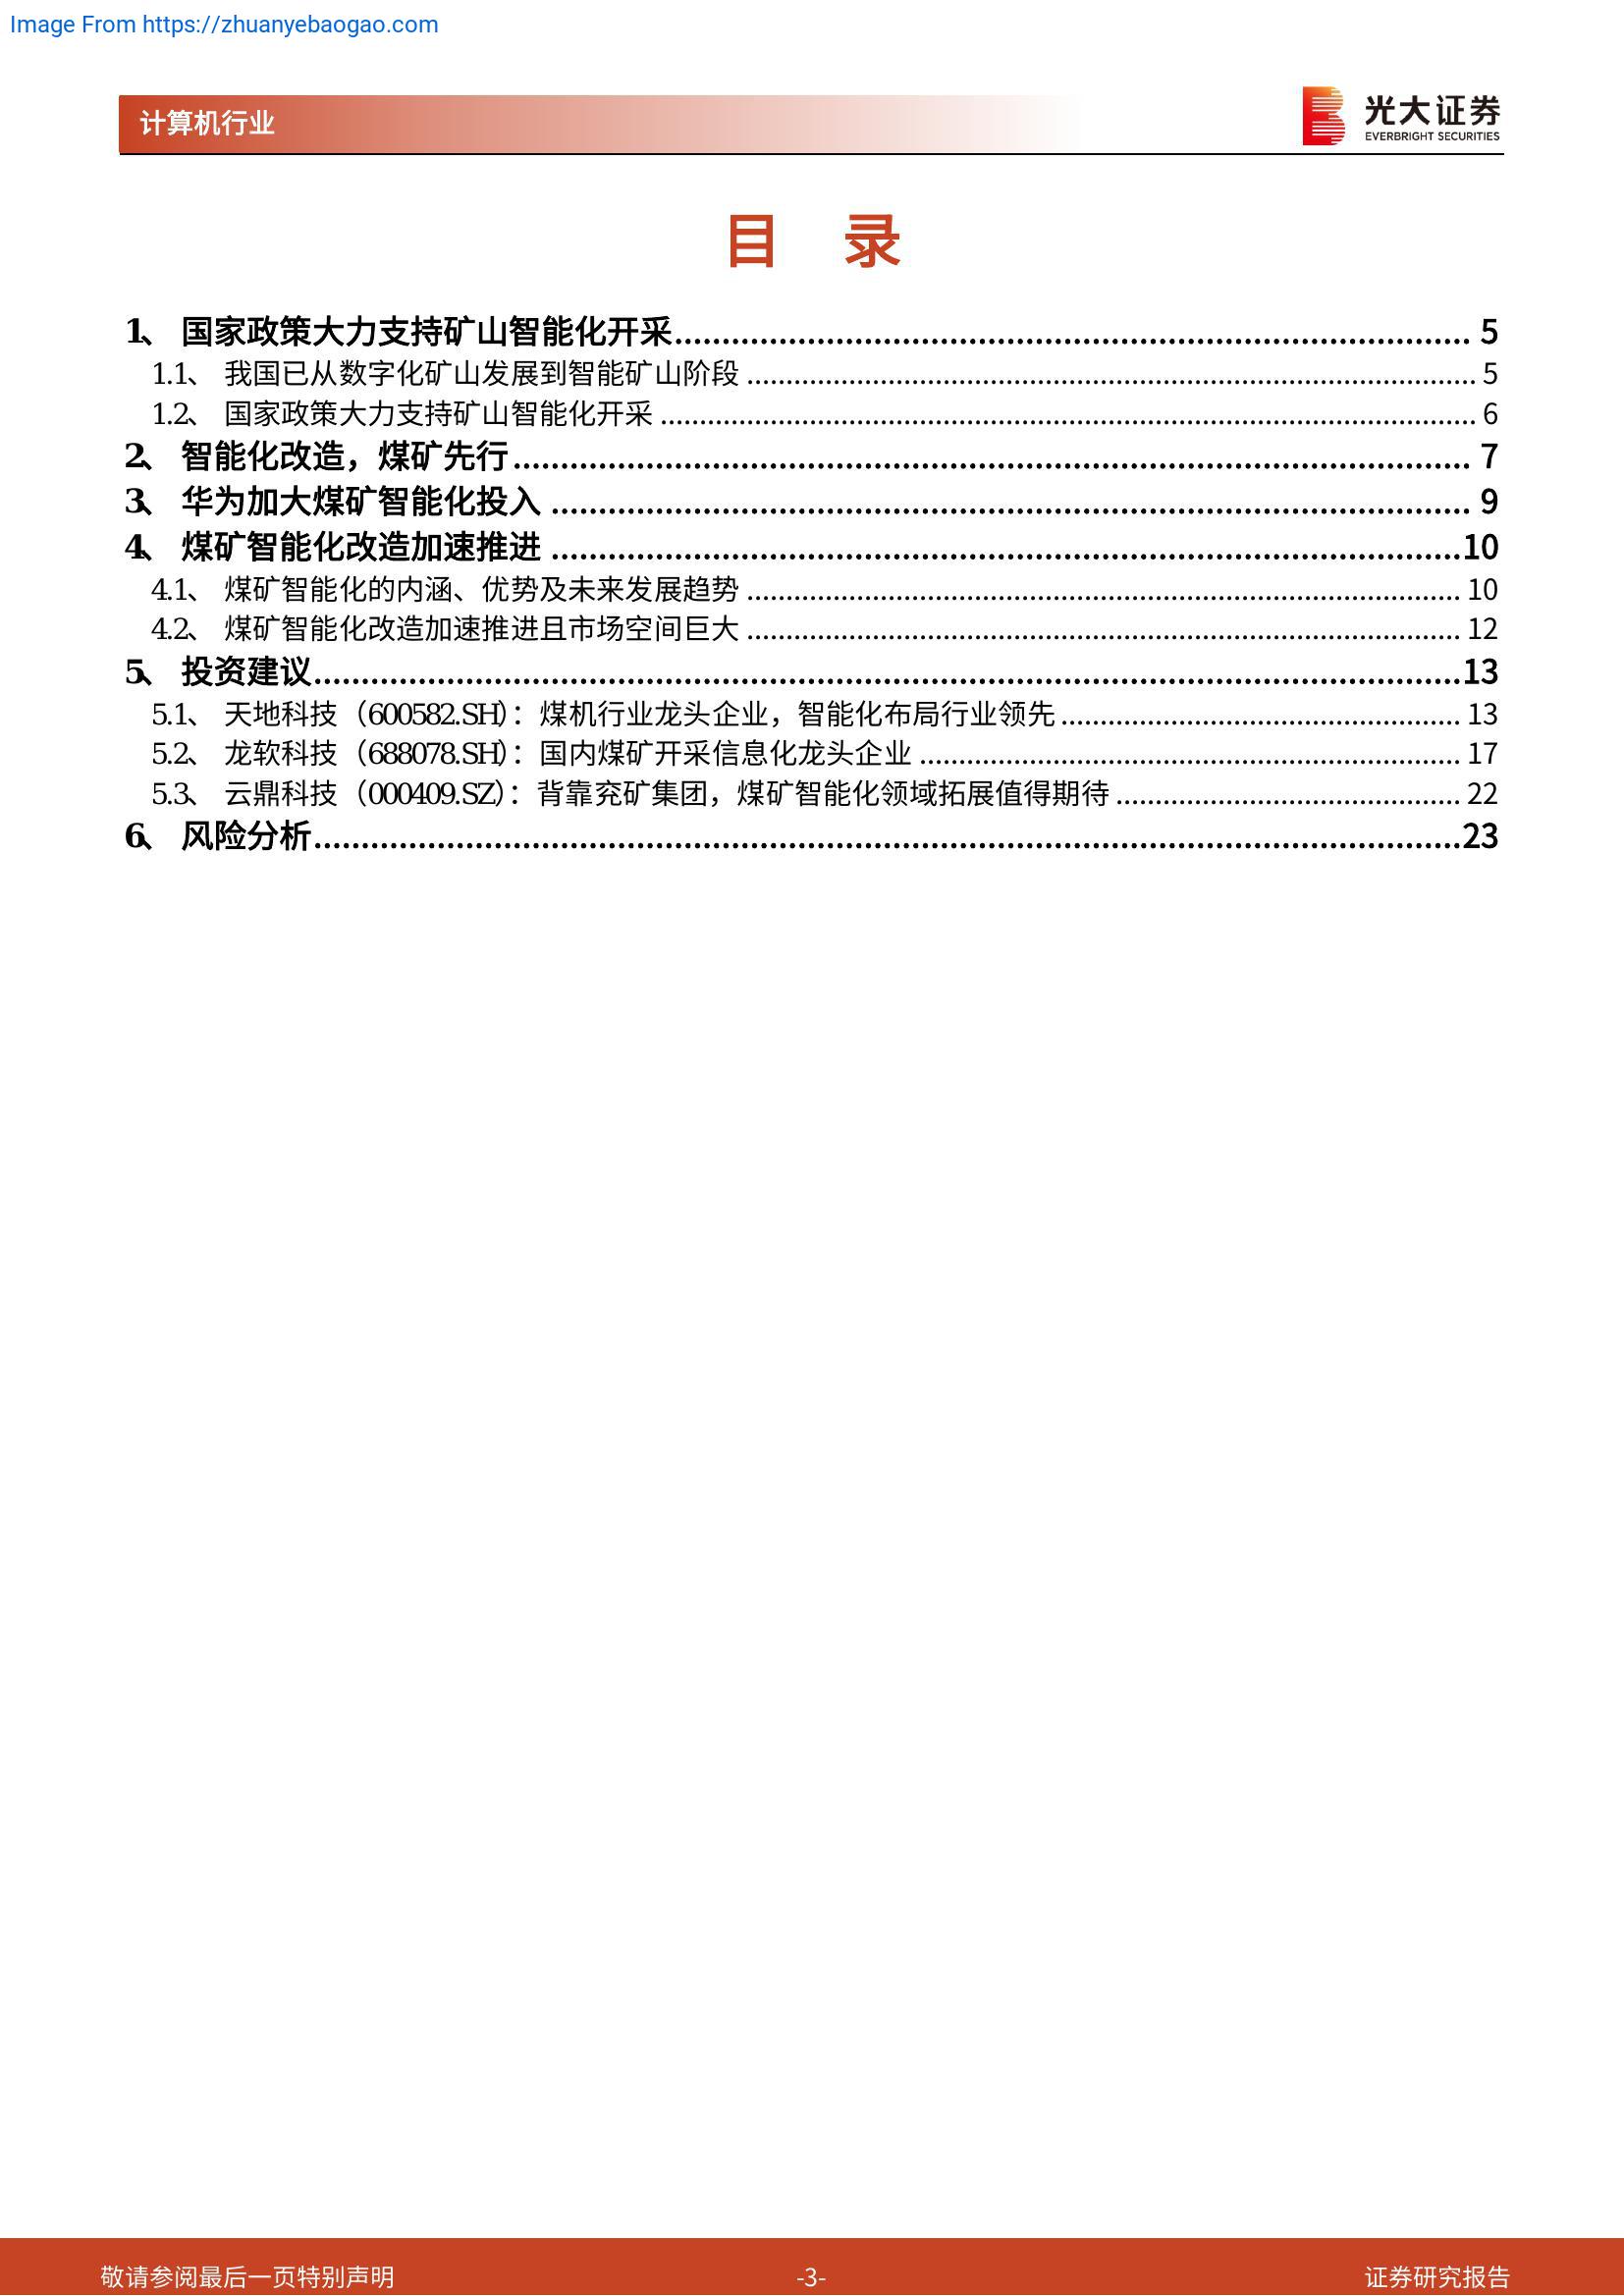 Image From https://zhuanyebaogao.com
计算机行业
光大证券
EVERBRIGHT SECURITIES
目 录
1、 国家政策大力支持矿山智能化开采 5
1.1、 我国已从数字化矿山发展到智能矿山阶段 5
1.2、 国家政策大力支持矿山智能化开采 6
2、 智能化改造，煤矿先行 7
3、 华为加大煤矿智能化投入 9
4、 煤矿智能化改造加速推进 10
4.1、 煤矿智能化的内涵、优势及未来发展趋势 10
4.2、 煤矿智能化改造加速推进且市场空间巨大 12
5、 投资建议 13
5.1、 天地科技（600582.SH）：煤机行业龙头企业，智能化布局行业领先 13
5.2、 龙软科技（688078.SH）：国内煤矿开采信息化龙头企业 17
5.3、 云鼎科技（000409.SZ）：背靠兖矿集团，煤矿智能化领域拓展值得期待 22
6、 风险分析 23
敬请参阅最后一页特别声明 -3- 证券研究报告